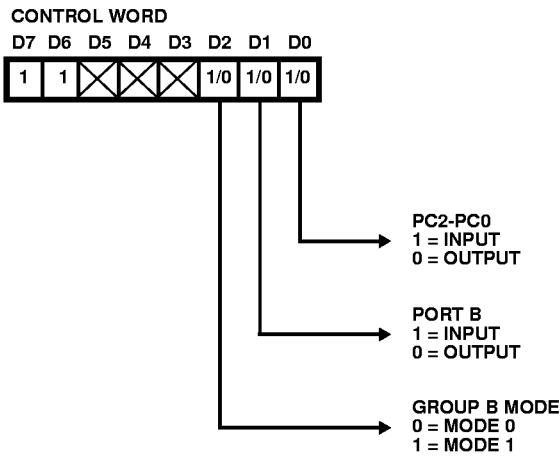 CONTROL WORD
D7 D6 D5 D4 D3 D2 D1 D0
1 1 1/0 1/0 1/0
PC2-PC0
1 = INPUT
0 = OUTPUT
PORT B
1 = INPUT
0 = OUTPUT
GROUP B MODE
0 = MODE 0
1 = MODE 1